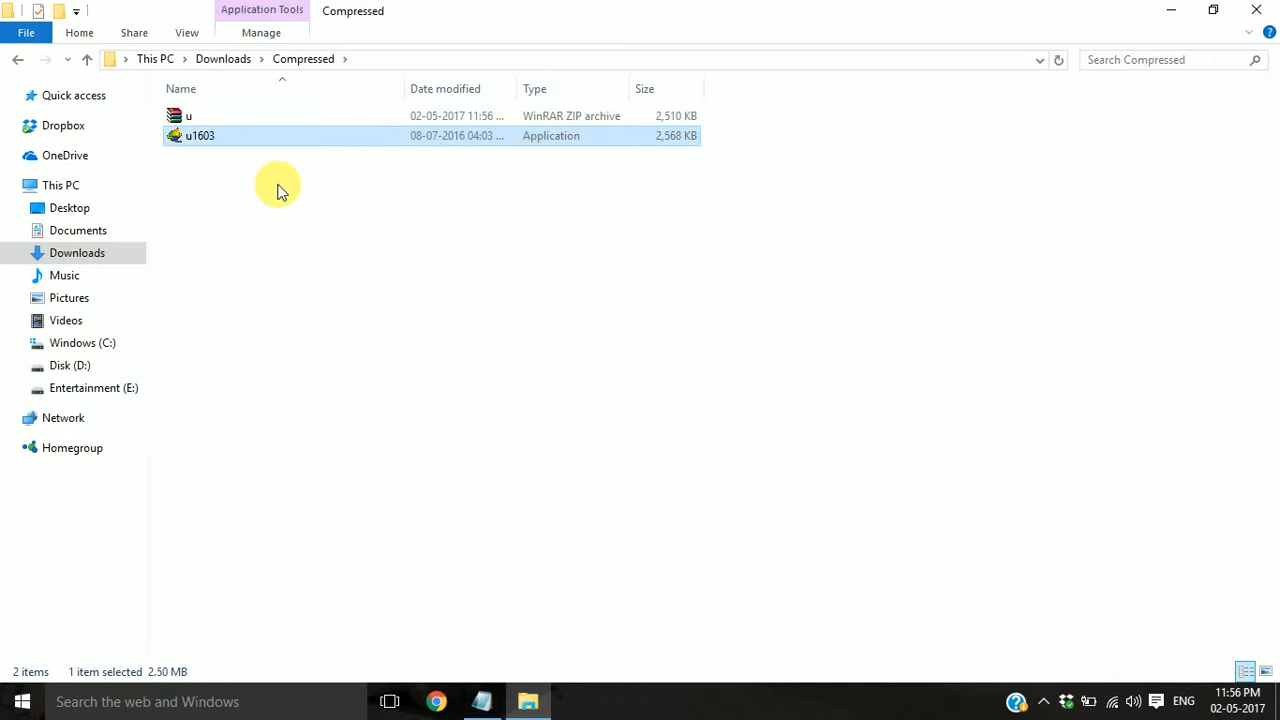 Application Tools
Compressed
File
Home
Share
View
Manage
This PC
Downloads
Compressed
Search Compressed
Name
Date modified
Type
Size
u
02-05-2017 11:56 ...
WinRAR ZIP archive
2,510 KB
u1603
08-07-2016 04:03 ...
Application
2,568 KB
Quick access
Dropbox
OneDrive
This PC
Desktop
Documents
Downloads
Music
Pictures
Videos
Windows (C:)
Disk (D:)
Entertainment (E:)
Network
Homegroup
2 items
1 item selected 2.50 MB
Search the web and Windows
ENG
11:56 PM
02-05-2017